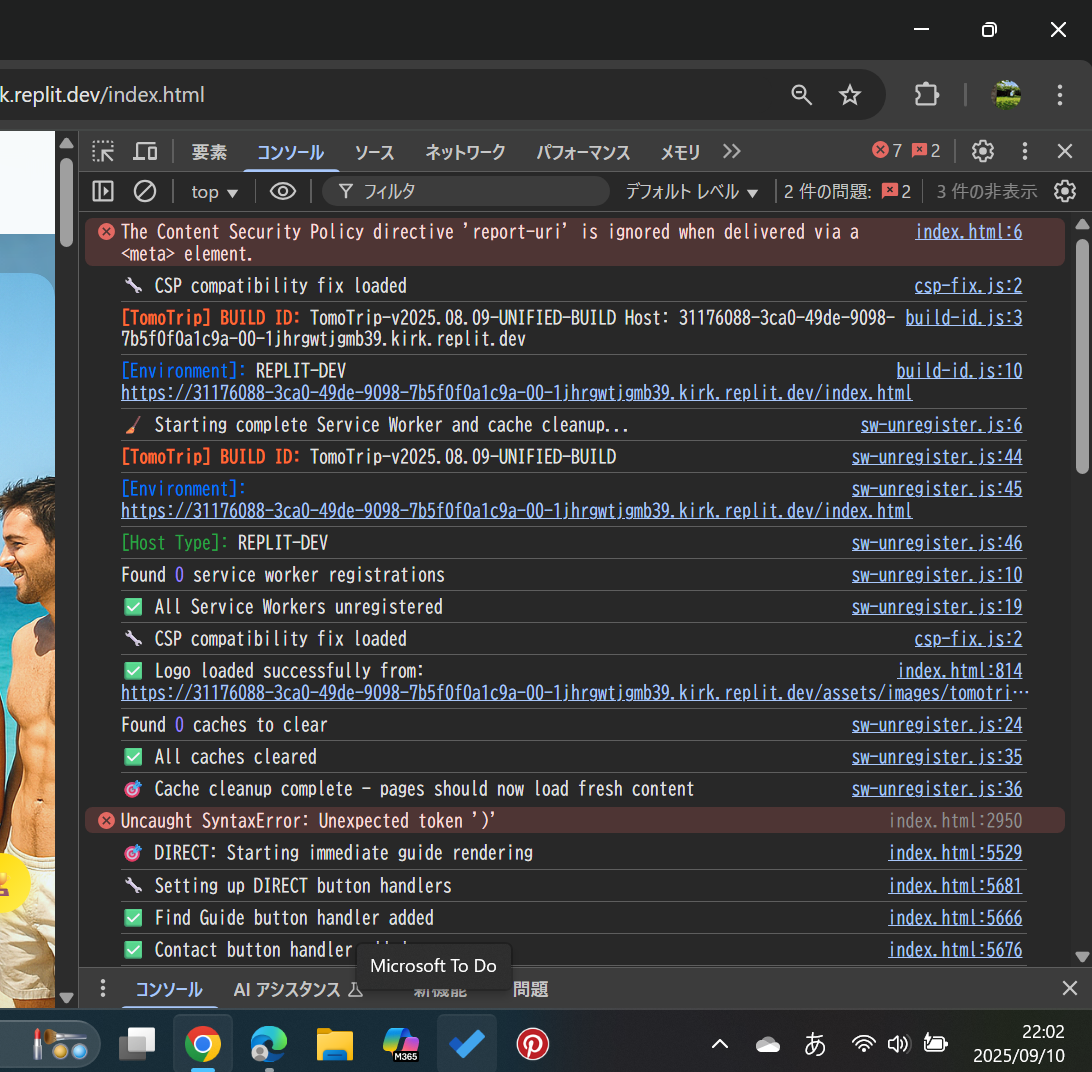 k.replit.dev/index.html
要素 コンソール ソース ネットワーク パフォーマンス メモリ 7 2
top フィルタ デフォルト レベル 2 件の問題: 2 3 件の非表示
The Content Security Policy directive 'report-uri' is ignored when delivered via a index.html:6
<meta> element.
CSP compatibility fix loaded csp-fix.js:2
[TomoTrip] BUILD ID: TomoTrip-v2025.08.09-UNIFIED-BUILD Host: 31176088-3ca0-49de-9098- build-id.js:3
7b5f0f0a1c9a-00-1jhrgwtjgmb39.kirk.replit.dev
[Environment]: REPLIT-DEV build-id.js:10
https://31176088-3ca0-49de-9098-7b5f0f0a1c9a-00-1jhrgwtjgmb39.kirk.replit.dev/index.html
Starting complete Service Worker and cache cleanup... sw-unregister.js:6
[TomoTrip] BUILD ID: TomoTrip-v2025.08.09-UNIFIED-BUILD sw-unregister.js:44
[Environment]: sw-unregister.js:45
https://31176088-3ca0-49de-9098-7b5f0f0a1c9a-00-1jhrgwtjgmb39.kirk.replit.dev/index.html
[Host Type]: REPLIT-DEV sw-unregister.js:46
Found 0 service worker registrations sw-unregister.js:10
All Service Workers unregistered sw-unregister.js:19
CSP compatibility fix loaded csp-fix.js:2
Logo loaded successfully from: index.html:814
https://31176088-3ca0-49de-9098-7b5f0f0a1c9a-00-1jhrgwtjgmb39.kirk.replit.dev/assets/images/tomotri…
Found 0 caches to clear sw-unregister.js:24
All caches cleared sw-unregister.js:35
Cache cleanup complete - pages should now load fresh content sw-unregister.js:36
Uncaught SyntaxError: Unexpected token ')' index.html:2950
DIRECT: Starting immediate guide rendering index.html:5529
Setting up DIRECT button handlers index.html:5681
Find Guide button handler added index.html:5666
Contact button handler index.html:5676
Microsoft To Do
コンソール AI アシスタンス 新機能 問題
M365
あ
22:02
2025/09/10